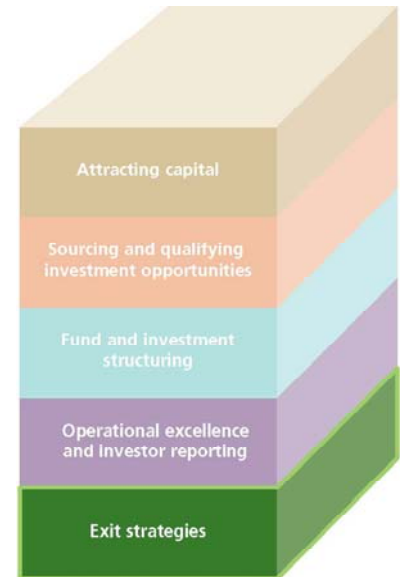 Attracting capital
Sourcing and qualifying
investment opportunities
Fund and investment
structuring
Operational excellence
and investor reporting
Exit strategies